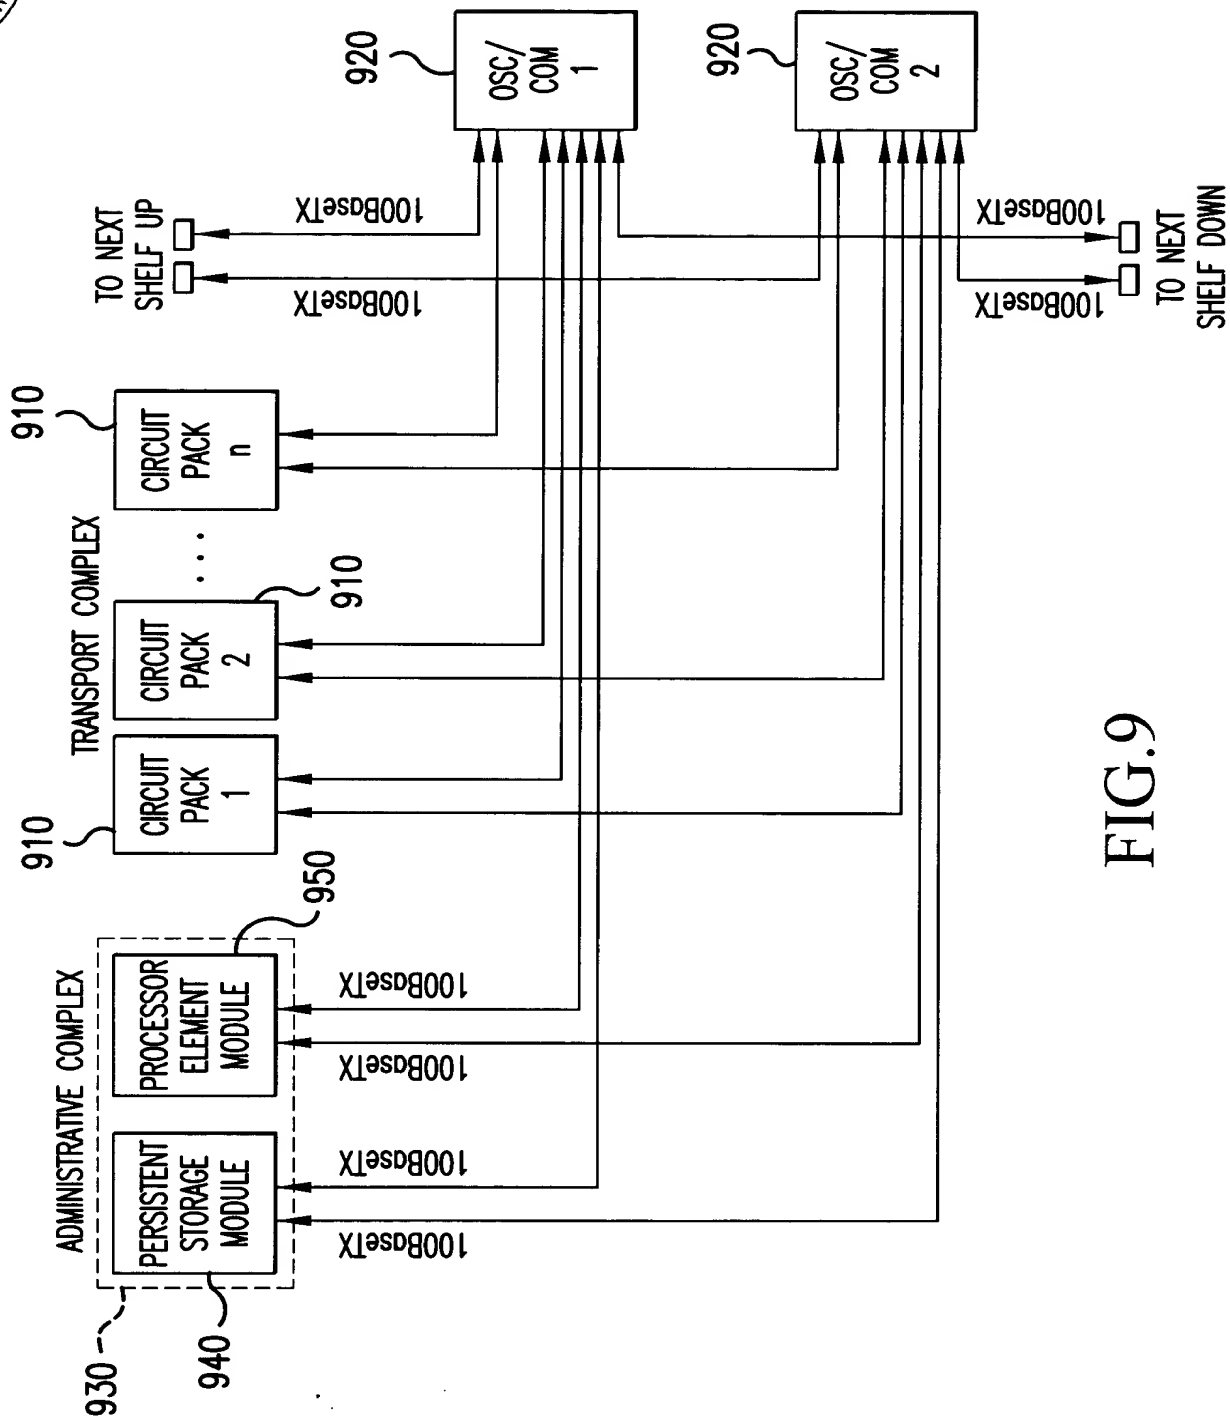 930
ADMINISTRATIVE COMPLEX
PERSISTENT
STORAGE
MODULE
940
PROCESSOR
ELEMENT
MODULE
950
TRANSPORT COMPLEX
910
CIRCUIT
PACK
1
CIRCUIT
PACK
2
910
...
910
CIRCUIT
PACK
n
TO NEXT
SHELF UP
100BaseTX
100BaseTX
100BaseTX
100BaseTX
100BaseTX
100BaseTX
920
OSC/
COM
1
920
OSC/
COM
2
100BaseTX
100BaseTX
TO NEXT
SHELF DOWN
FIG.9